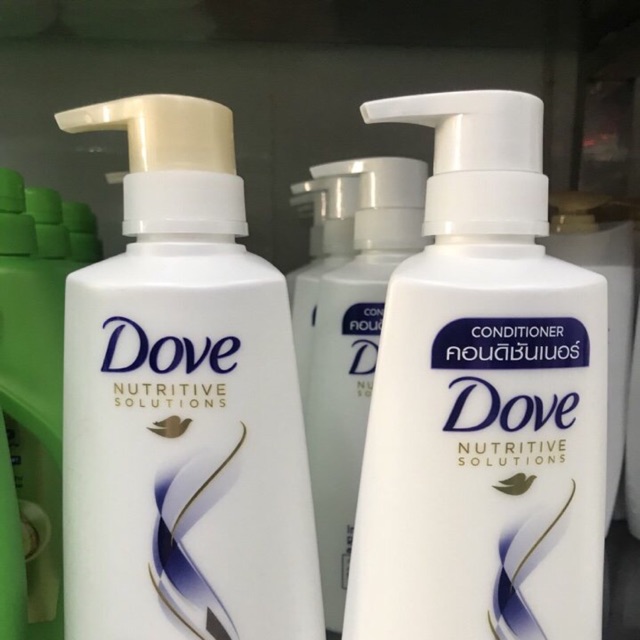 Dove
NUTRITIVE
SOLUTIONS
CONDITIONER
คอนดิชันเนอร์
Dove
NUTRITIVE
SOLUTIONS